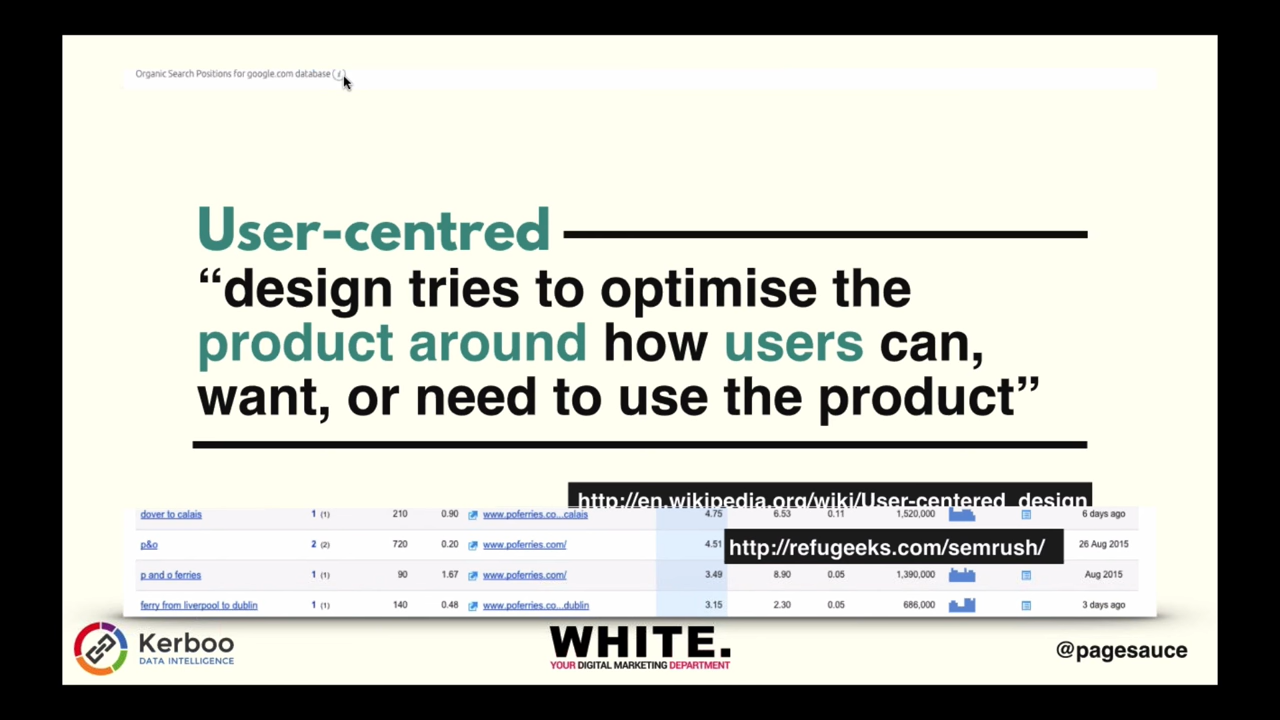 Organic Search Positions for google.com database i
User-centred
“design tries to optimise the
product around how users can,
want, or need to use the product”
http://en.wikipedia.org/wiki/User-centered_design
dover to calais 1 (1) 210 0.90 www.poferries.co...calais 4.75 6.53 0.11 1,520,000 6 days ago
http://refugeeks.com/semrush/
p&o 2 (2) 720 0.20 www.poferries.com/ 4.51 26 Aug 2015
p and o ferries 1 (1) 90 1.67 www.poferries.com/ 3.49 8.90 0.05 1,390,000 Aug 2015
ferry from liverpool to dublin 1 (1) 140 0.48 www.poferries.co...dublin 3.15 2.30 0.05 686,000 3 days ago
Kerboo
DATA INTELLIGENCE
WHITE.
YOUR DIGITAL MARKETING DEPARTMENT
@pagesauce